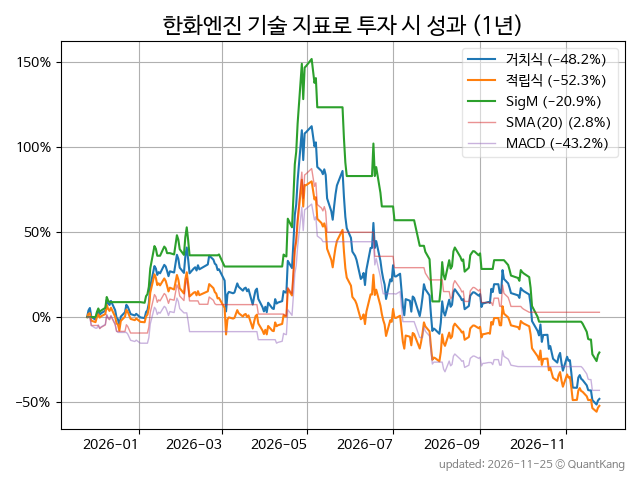 한화엔진 기술 지표로 투자 시 성과 (1년)
거치식 (−48.2%)
적립식 (−52.3%)
SigM (−20.9%)
SMA(20) (2.8%)
MACD (−43.2%)
150%
100%
50%
0%
−50%
2026-01
2026-03
2026-05
2026-07
2026-09
2026-11
updated: 2026-11-25 © QuantKang